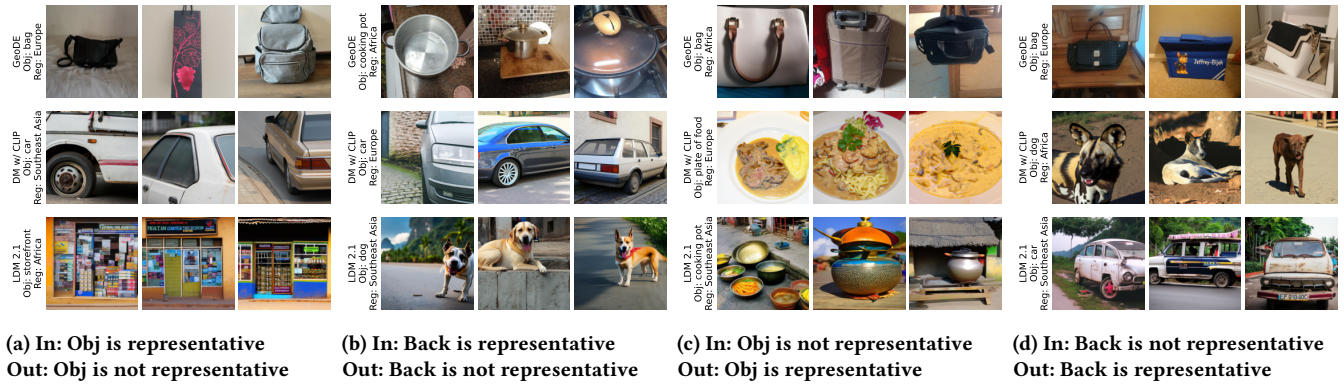 GeoDE
Obj: bag
Reg: Europe
DM w/ CLIP
Obj: car
Reg: Southeast Asia
LDM 2.1
Obj: storefront
Reg: Africa
(a) In: Obj is representative
Out: Obj is not representative
GeoDE
Obj: cooking pot
Reg: Africa
DM w/ CLIP
Obj: car
Reg: Europe
LDM 2.1
Obj: dog
Reg: Southeast Asia
(b) In: Back is representative
Out: Back is not representative
GeoDE
Obj: bag
Reg: Africa
DM w/ CLIP
Obj: plate of food
Reg: Europe
LDM 2.1
Obj: cooking pot
Reg: Southeast Asia
(c) In: Obj is not representative
Out: Obj is representative
GeoDE
Obj: bag
Reg: Europe
Jeffrey-Elijah
DM w/ CLIP
Obj: dog
Reg: Africa
LDM 2.1
Obj: car
Reg: Southeast Asia
(d) In: Back is not representative
Out: Back is representative